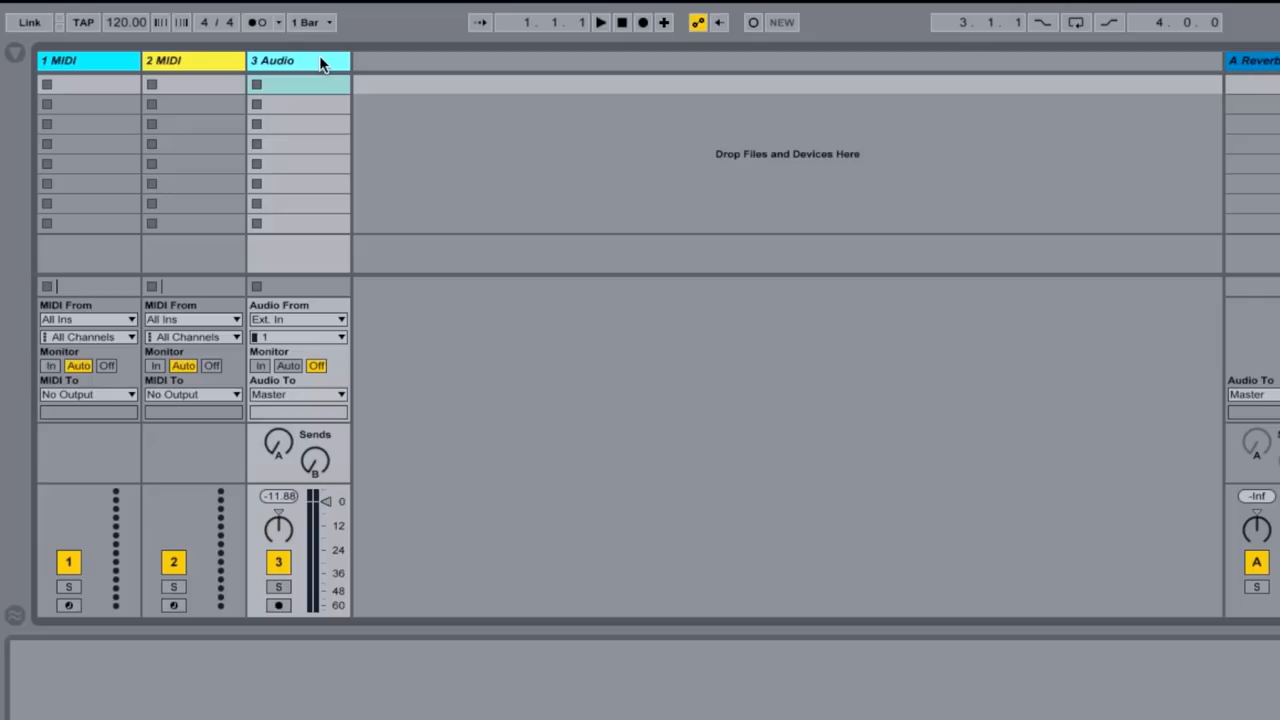 Link TAP 120.00 4 / 4 1 Bar 1. 1. 1 NEW 3. 1. 1 4. 0. 0
1 MIDI 2 MIDI 3 Audio A Reverb
Drop Files and Devices Here
MIDI From MIDI From Audio From
All Ins All Ins Ext. In
All Channels All Channels 1
Monitor Monitor Monitor
In Auto Off In Auto Off In Auto Off
MIDI To MIDI To Audio To Audio To
No Output No Output Master Master
Sends
A
B
A
-11.88 0 -Inf
12
24
1 2 3 A
36
S S S 48 S
60